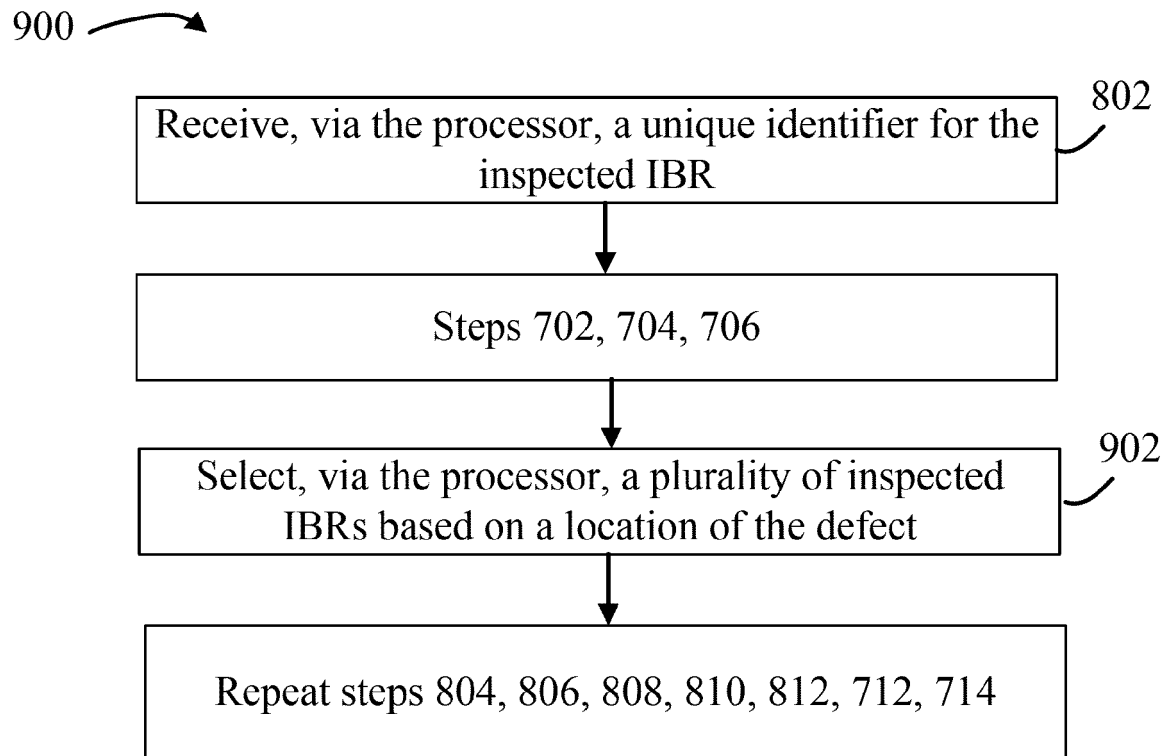 900
802
Receive, via the processor, a unique identifier for the
inspected IBR
Steps 702, 704, 706
902
Select, via the processor, a plurality of inspected
IBRs based on a location of the defect
Repeat steps 804, 806, 808, 810, 812, 712, 714